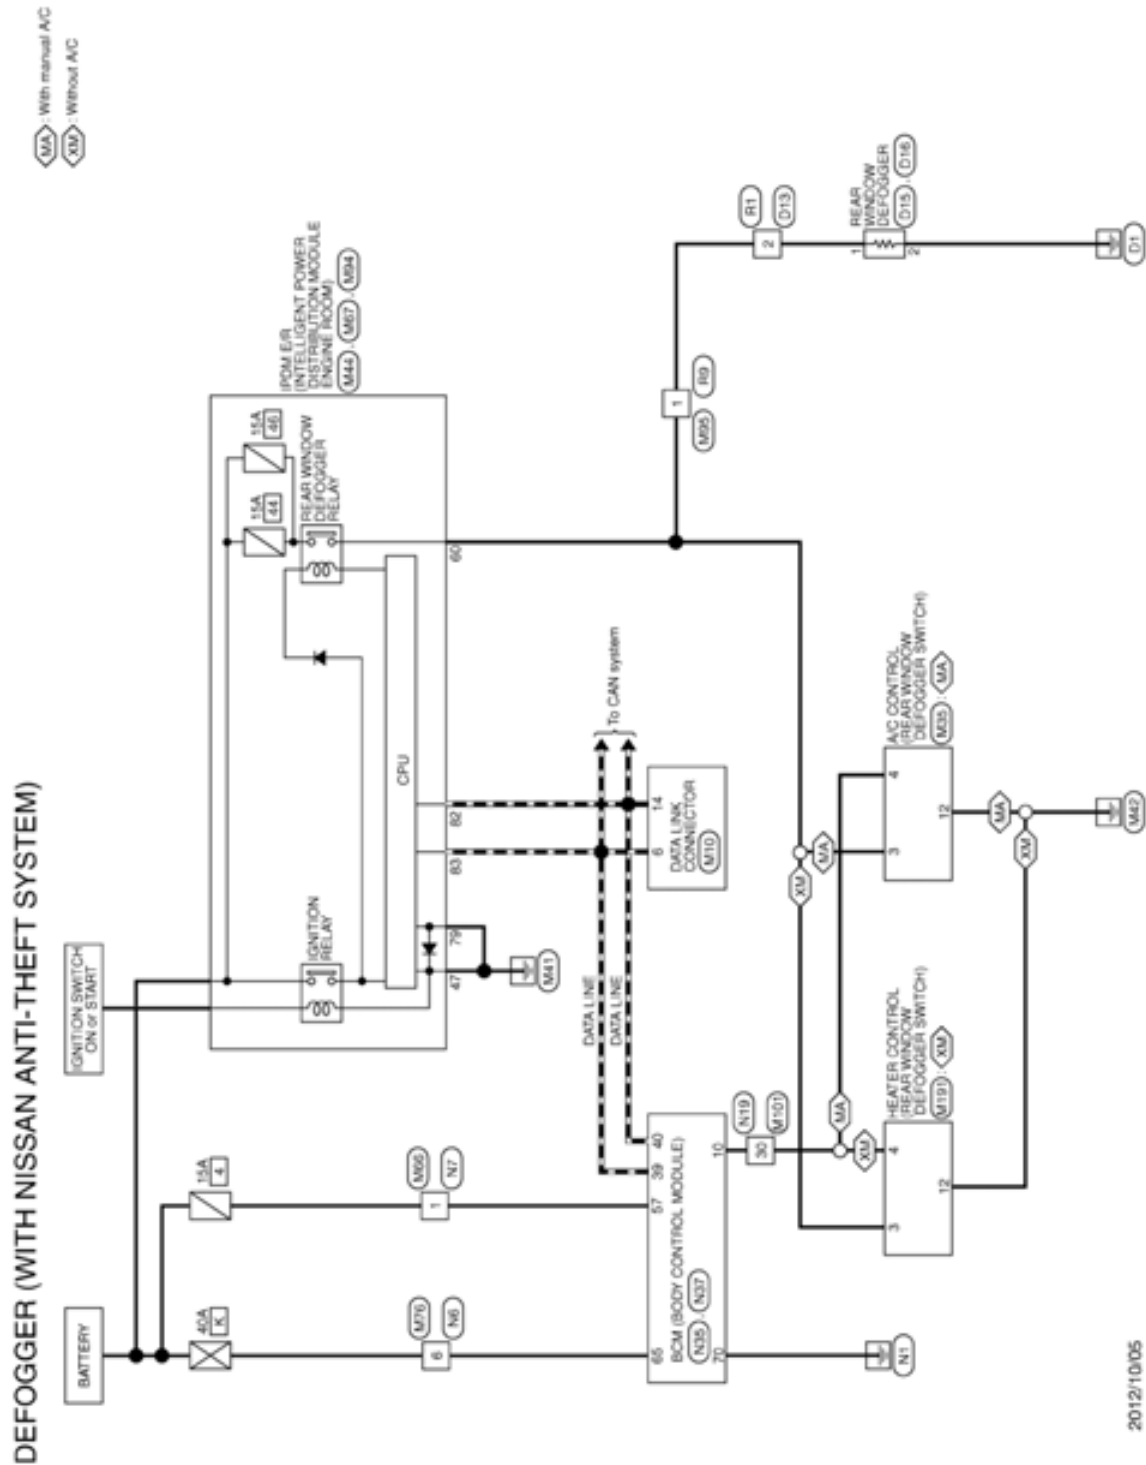 DEFOGGER (WITH NISSAN ANTI-THEFT SYSTEM)
MA : With manual A/C
XM : Without A/C
BATTERY
IGNITION SWITCH
ON or START
40A
K
15A
4
M76
6
N6
M66
1
N7
IGNITION
RELAY
15A
44
15A
46
REAR WINDOW
DEFOGGER
RELAY
CPU
IPDM E/R
(INTELLIGENT POWER
DISTRIBUTION MODULE
ENGINE ROOM)
M44 , M67 , M94
47
79
83
82
60
M41
DATA LINE
DATA LINE
To CAN system
65
57
39
40
BCM (BODY CONTROL MODULE)
N35 , N37
70
10
N1
N19
30
M101
6
14
DATA LINK
CONNECTOR
M10
M95
1
R9
R1
2
D13
1
REAR
WINDOW
DEFOGGER
D15 , D16
2
D1
MA
XM
XM
MA
3
4
HEATER CONTROL
(REAR WINDOW
DEFOGGER SWITCH)
M191 : XM
12
3
4
A/C CONTROL
(REAR WINDOW
DEFOGGER SWITCH)
M35 : MA
12
XM
MA
M42
2012/10/05